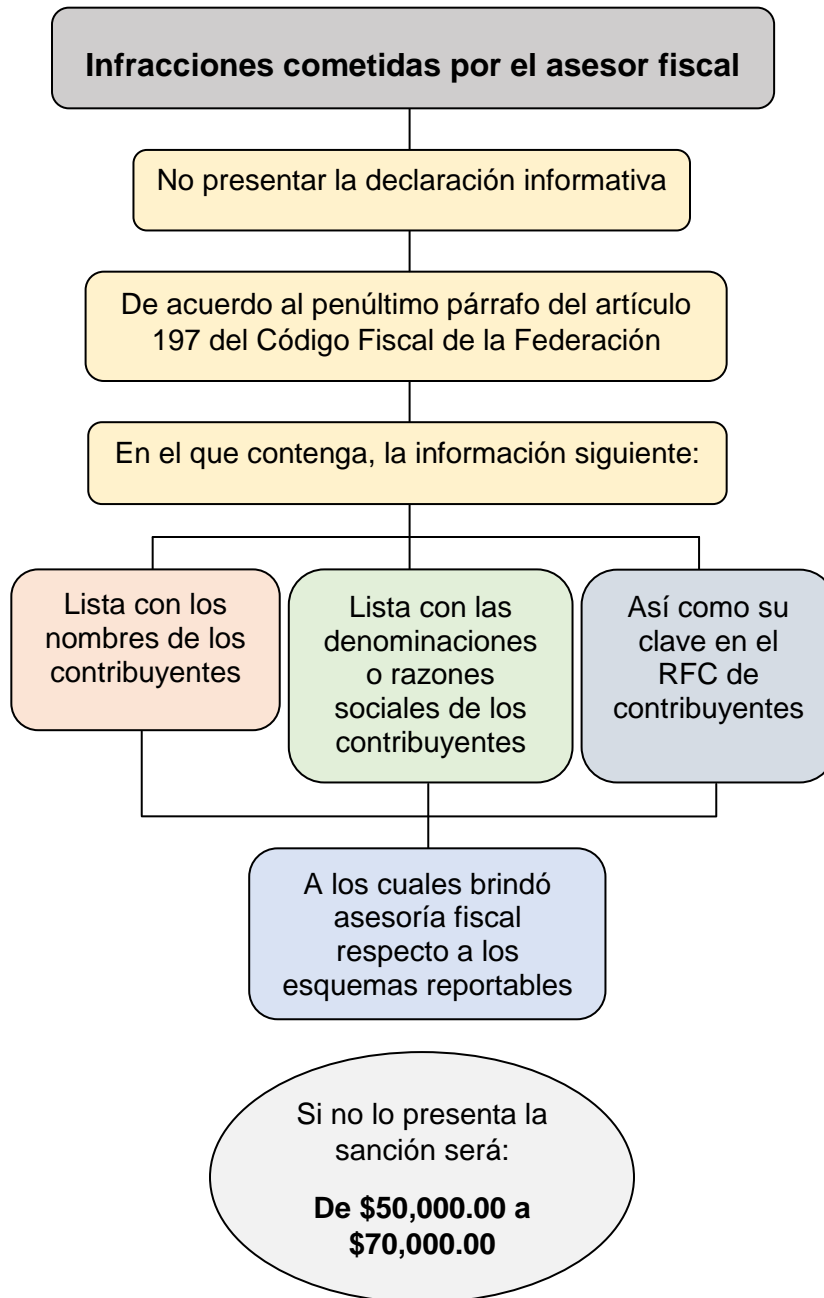 Infracciones cometidas por el asesor fiscal
No presentar la declaración informativa
De acuerdo al penúltimo párrafo del artículo
197 del Código Fiscal de la Federación
En el que contenga, la información siguiente:
Lista con los
nombres de los
contribuyentes
Lista con las
denominaciones
o razones
sociales de los
contribuyentes
Así como su
clave en el
RFC de
contribuyentes
A los cuales brindó
asesoría fiscal
respecto a los
esquemas reportables
Si no lo presenta la
sanción será:
De $50,000.00 a
$70,000.00